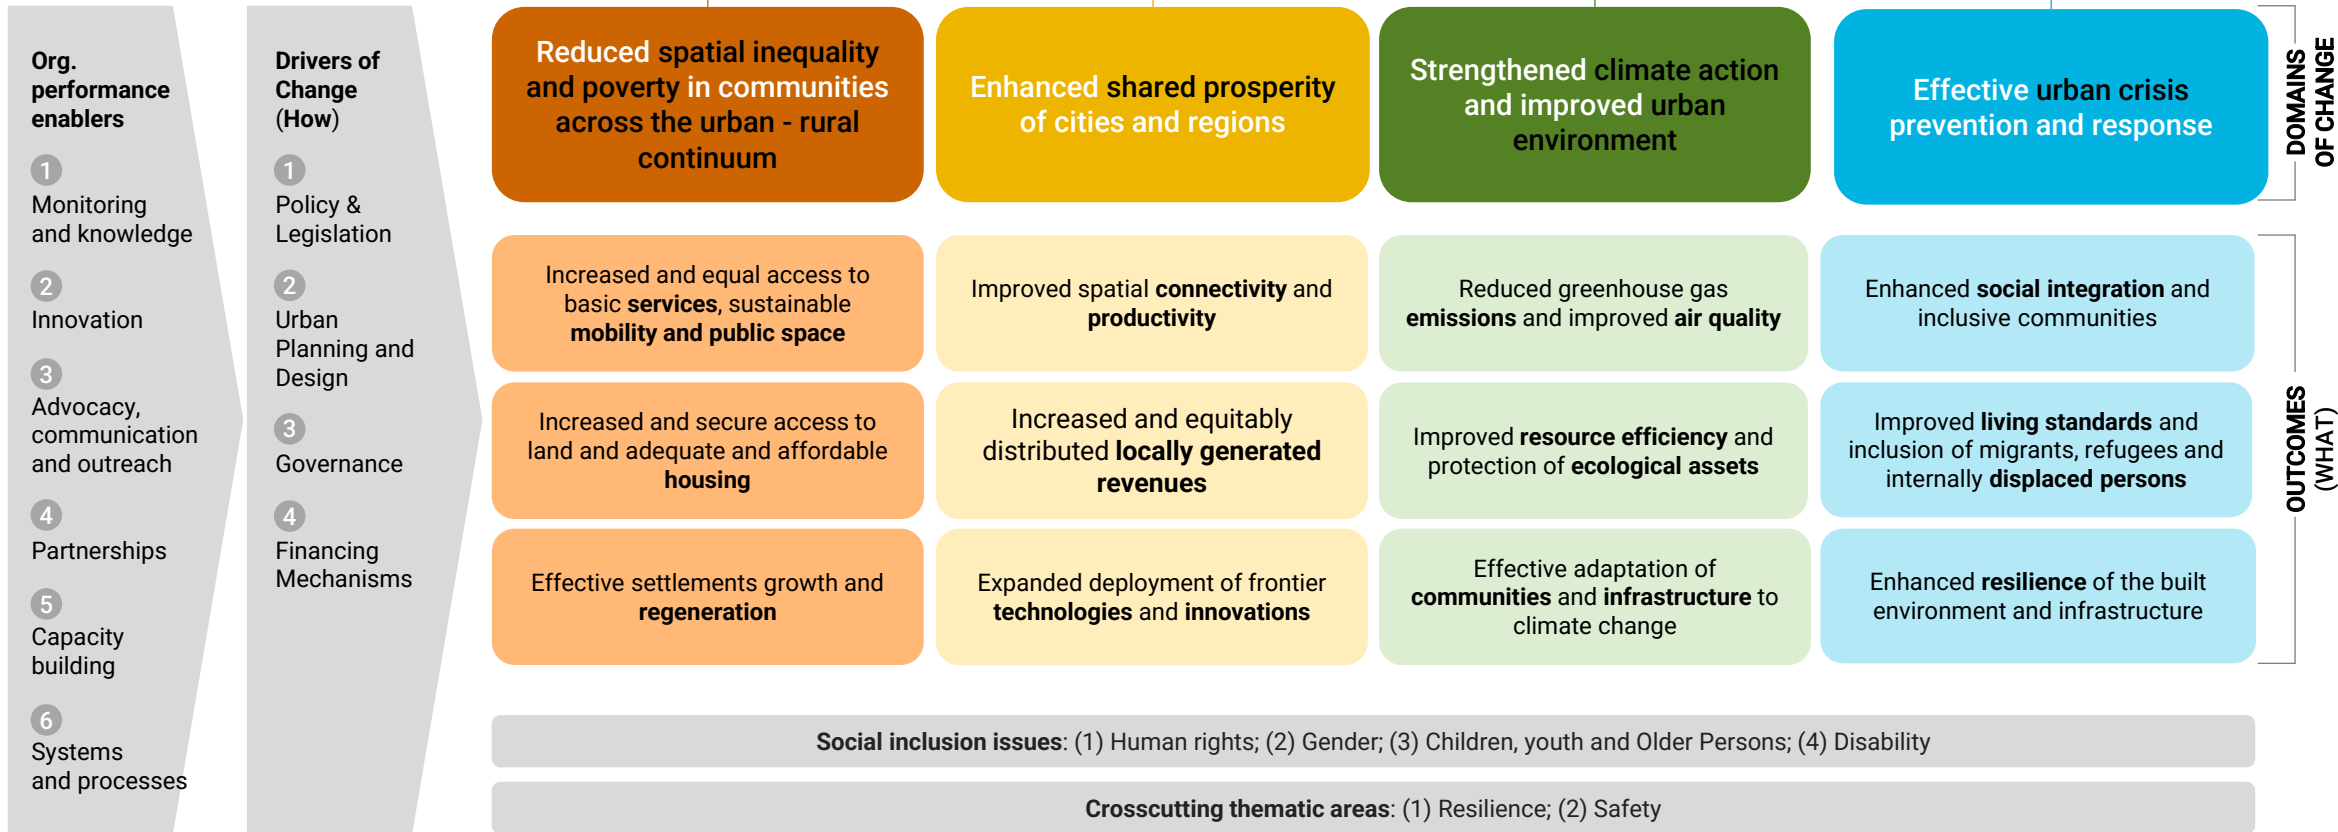 Org.
performance
enablers
1
Monitoring
and knowledge
2
Innovation
3
Advocacy,
communication
and outreach
4
Partnerships
5
Capacity
building
6
Systems
and processes
Drivers of
Change
(How)
1
Policy &
Legislation
2
Urban
Planning and
Design
3
Governance
4
Financing
Mechanisms
Reduced spatial inequality
and poverty in communities
across the urban - rural
continuum
Enhanced shared prosperity
of cities and regions
Strengthened climate action
and improved urban
environment
Effective urban crisis
prevention and response
DOMAINS
OF CHANGE
Increased and equal access to
basic services, sustainable
mobility and public space
Improved spatial connectivity and
productivity
Reduced greenhouse gas
emissions and improved air quality
Enhanced social integration and
inclusive communities
Increased and secure access to
land and adequate and affordable
housing
Increased and equitably
distributed locally generated
revenues
Improved resource efficiency and
protection of ecological assets
Improved living standards and
inclusion of migrants, refugees and
internally displaced persons
Effective settlements growth and
regeneration
Expanded deployment of frontier
technologies and innovations
Effective adaptation of
communities and infrastructure to
climate change
Enhanced resilience of the built
environment and infrastructure
OUTCOMES
(WHAT)
Social inclusion issues: (1) Human rights; (2) Gender; (3) Children, youth and Older Persons; (4) Disability
Crosscutting thematic areas: (1) Resilience; (2) Safety